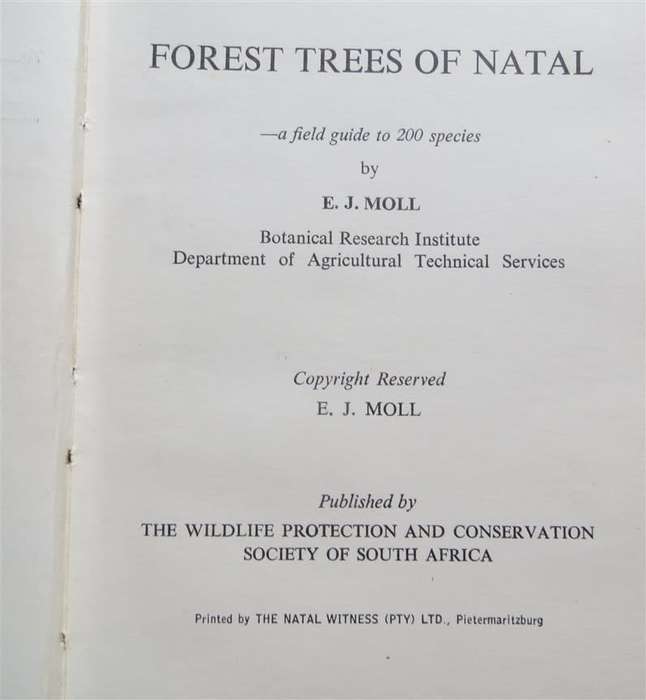 FOREST TREES OF NATAL
—a field guide to 200 species
by
E. J. MOLL
Botanical Research Institute
Department of Agricultural Technical Services
Copyright Reserved
E. J. MOLL
Published by
THE WILDLIFE PROTECTION AND CONSERVATION
SOCIETY OF SOUTH AFRICA
Printed by THE NATAL WITNESS (PTY) LTD., Pietermaritzburg